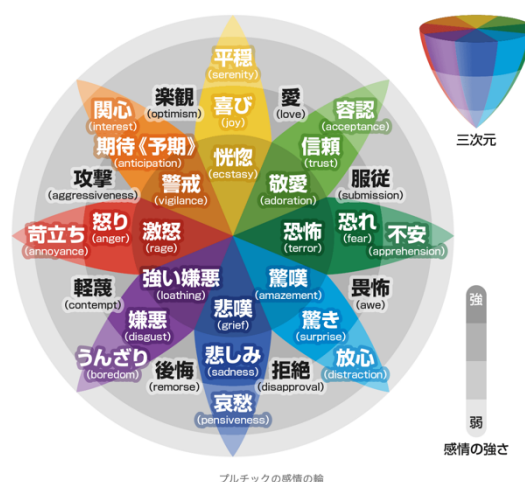 平穏
(serenity)
関心
(interest)
楽観
(optimism)
喜び
(joy)
愛
(love)
容認
(acceptance)
三次元
期待《予期》
(anticipation)
恍惚
(ecstasy)
信頼
(trust)
攻撃
(aggressiveness)
警戒
(vigilance)
敬愛
(adoration)
服従
(submission)
苛立ち
(annoyance)
怒り
(anger)
激怒
(rage)
恐怖
(terror)
恐れ
(fear)
不安
(apprehension)
軽蔑
(contempt)
強い嫌悪
(loathing)
驚嘆
(amazement)
畏怖
(awe)
嫌悪
(disgust)
悲嘆
(grief)
驚き
(surprise)
うんざり
(boredom)
後悔
(remorse)
悲しみ
(sadness)
拒絶
(disapproval)
放心
(distraction)
哀愁
(pensiveness)
強
弱
感情の強さ
プルチックの感情の輪